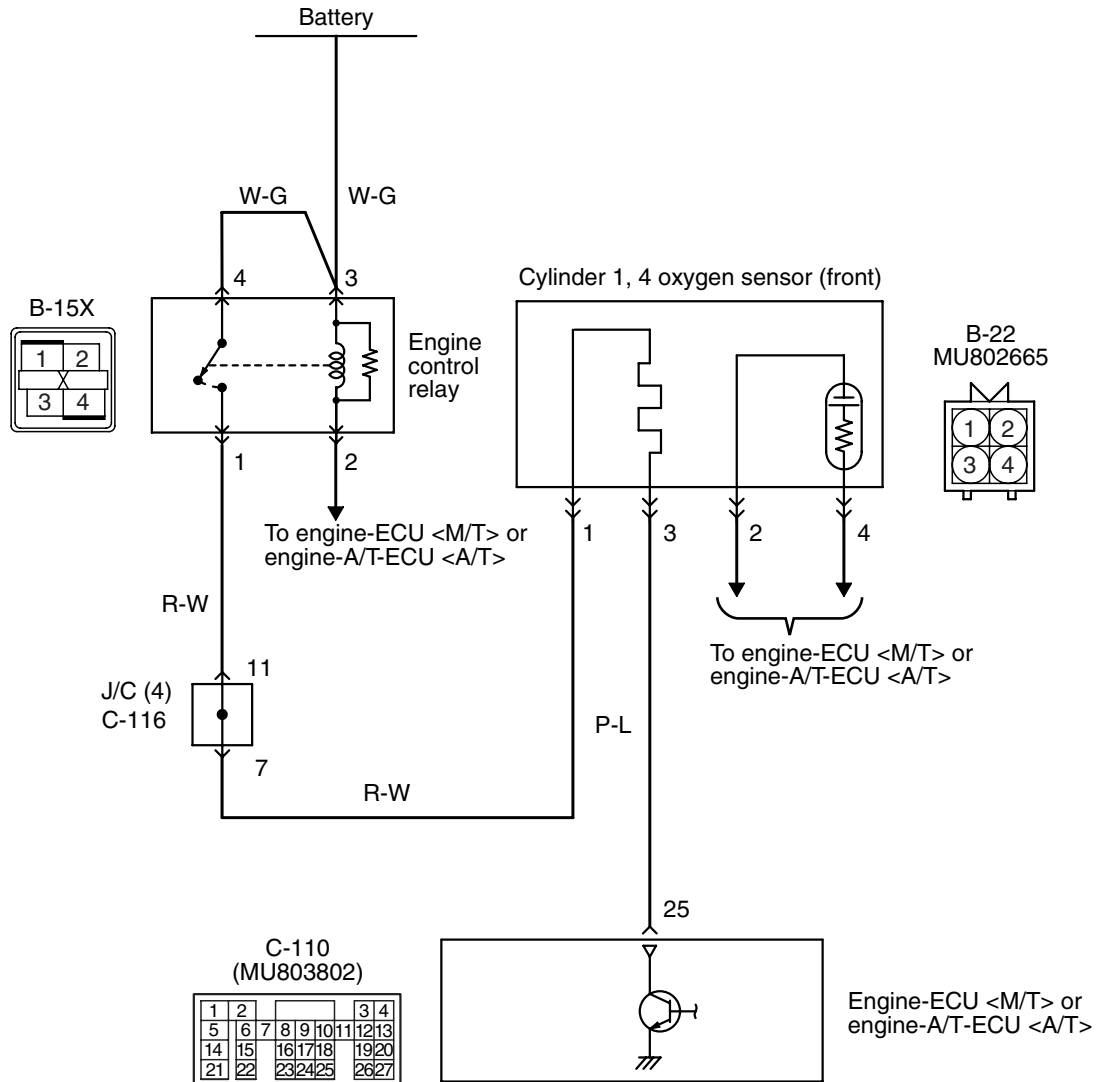 Battery
W-G
W-G
4
3
B-15X
1 2
3 4
Engine
control
relay
1
2
To engine-ECU <M/T> or
engine-A/T-ECU <A/T>
Cylinder 1, 4 oxygen sensor (front)
B-22
MU802665
1 2
3 4
1
3
2
4
To engine-ECU <M/T> or
engine-A/T-ECU <A/T>
R-W
11
J/C (4)
C-116
7
R-W
P-L
25
C-110
(MU803802)
1 2 3 4
5 6 7 8 9 10 11 12 13
14 15 16 17 18 19 20
21 22 23 24 25 26 27
Engine-ECU <M/T> or
engine-A/T-ECU <A/T>